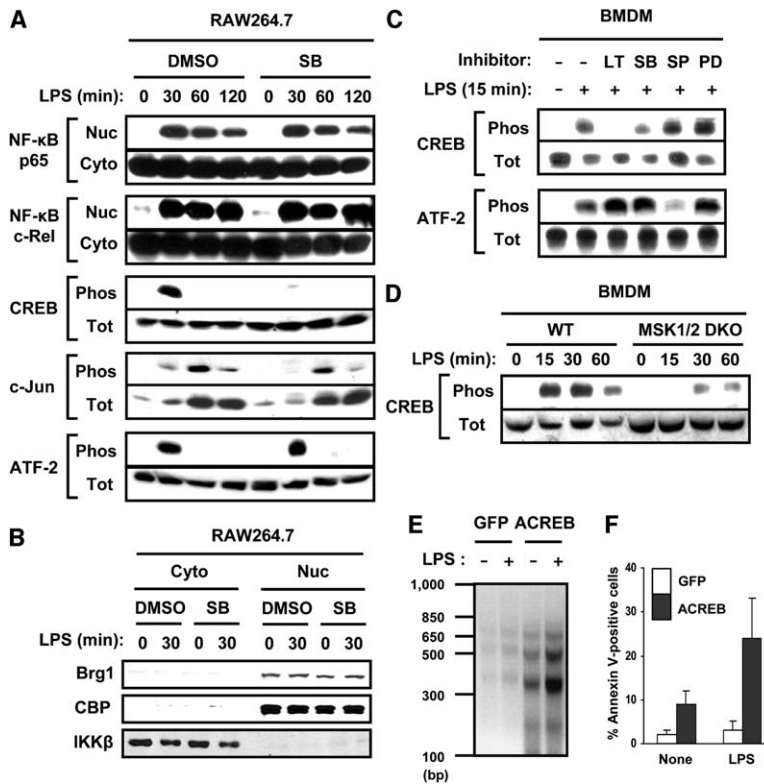 A
RAW264.7
DMSO SB
LPS (min): 0 30 60 120 0 30 60 120
NF-κB p65
Nuc
Cyto
NF-κB c-Rel
Nuc
Cyto
CREB
Phos
Tot
c-Jun
Phos
Tot
ATF-2
Phos
Tot
B
RAW264.7
Cyto Nuc
DMSO SB DMSO SB
LPS (min): 0 30 0 30 0 30 0 30
Brg1
CBP
IKKβ
C
BMDM
Inhibitor: – – LT SB SP PD
LPS (15 min): – + + + + +
CREB
Phos
Tot
ATF-2
Phos
Tot
D
BMDM
WT MSK1/2 DKO
LPS (min): 0 15 30 60 0 15 30 60
CREB
Phos
Tot
E
GFP ACREB
LPS : – + – +
1,000
850
650
500
300
100
(bp)
F
% Annexin V-positive cells
40
30
20
10
0
GFP
ACREB
None LPS